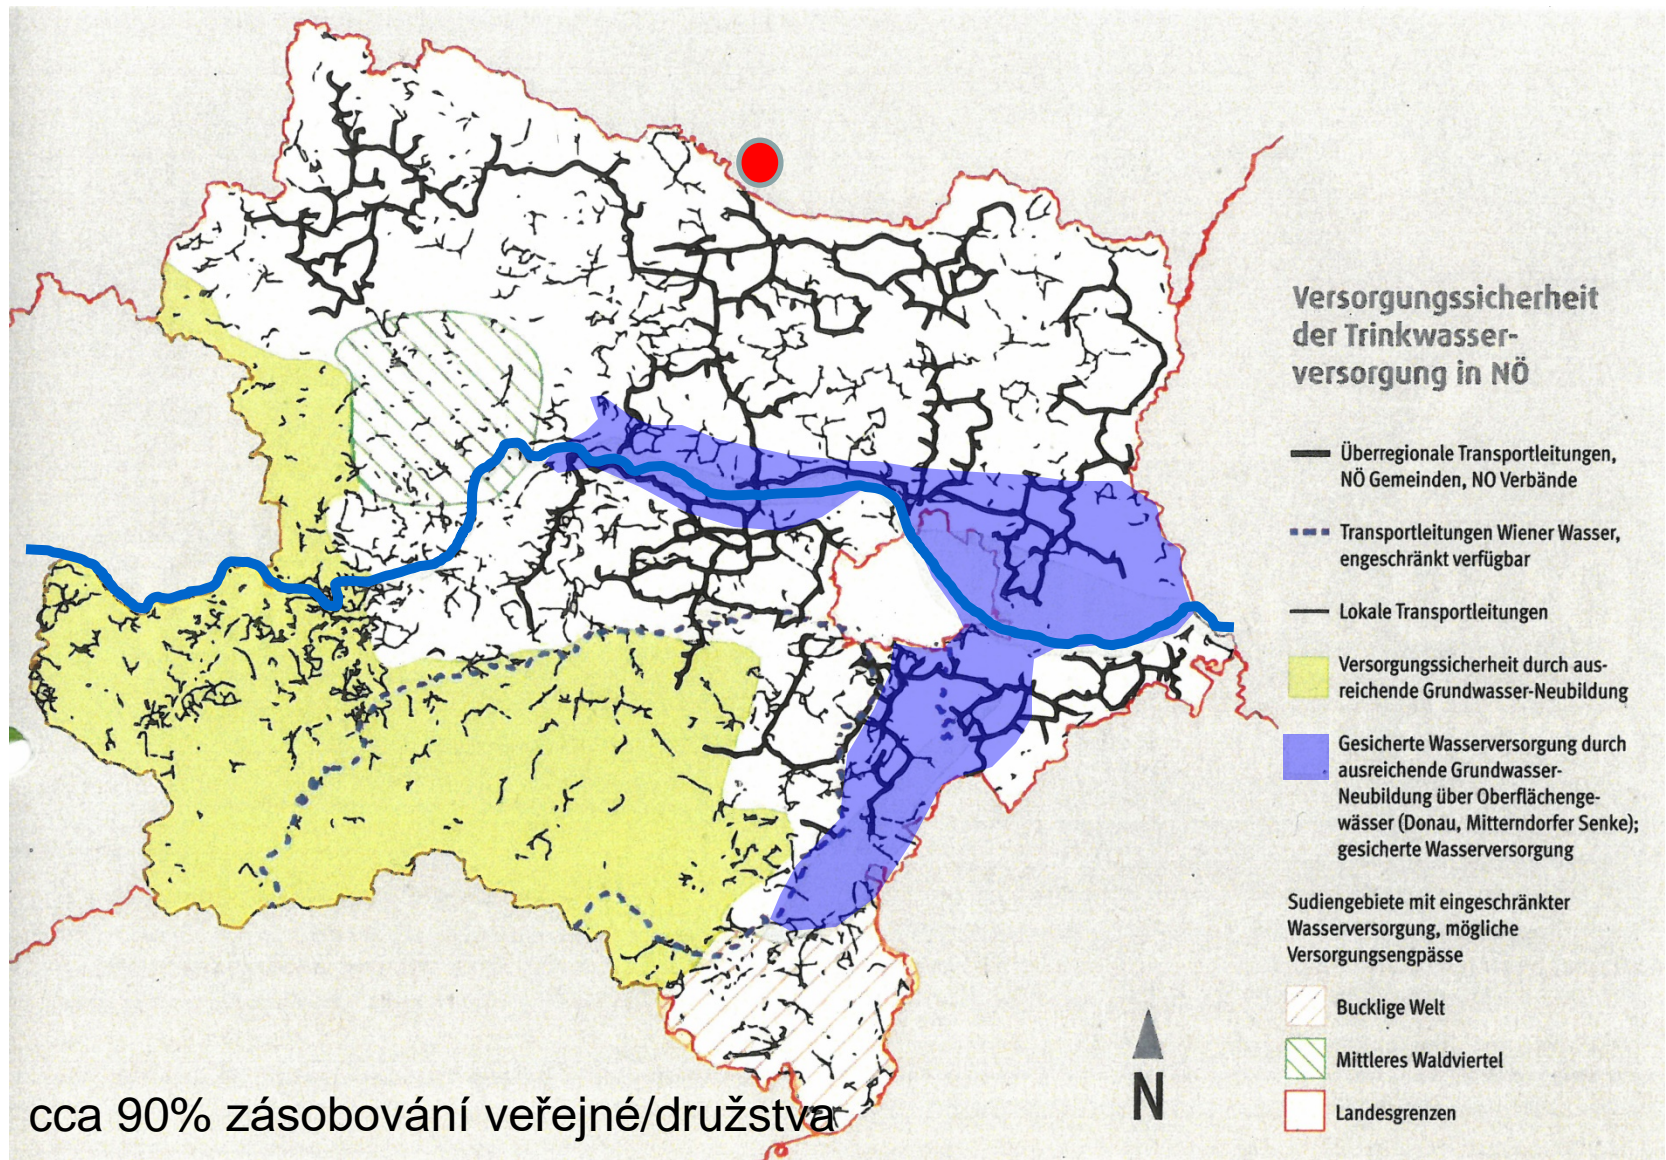 Versorgungssicherheit
der Trinkwasser-
versorgung in NÖ
Überregionale Transportleitungen,
NÖ Gemeinden, NO Verbände
Transportleitungen Wiener Wasser,
engeschränkt verfügbar
Lokale Transportleitungen
Versorgungssicherheit durch aus-
reichende Grundwasser-Neubildung
Gesicherte Wasserversorgung durch
ausreichende Grundwasser-
Neubildung über Oberflächenge-
wässer (Donau, Mitterndorfer Senke);
gesicherte Wasserversorgung
Sudiengebiete mit eingeschränkter
Wasserversorgung, mögliche
Versorgungsengpässe
Bucklige Welt
Mittleres Waldviertel
Landesgrenzen
N
cca 90% zásobování veřejné/družstva